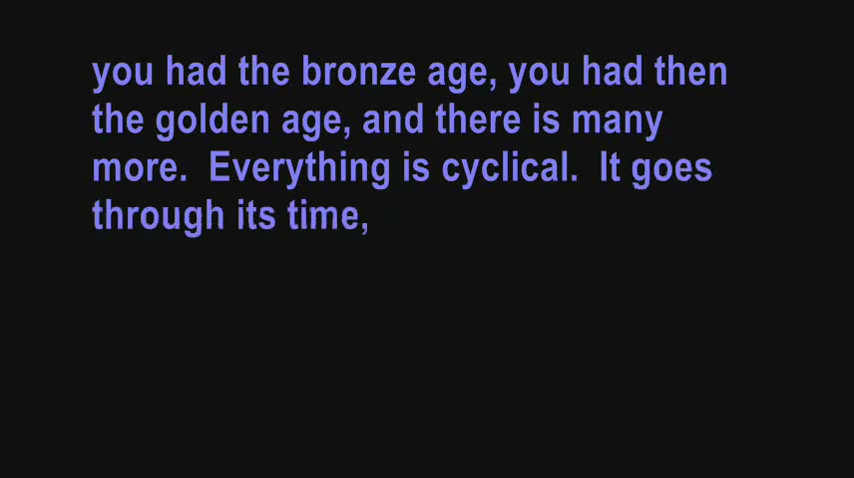 you had the bronze age, you had then
the golden age, and there is many
more.  Everything is cyclical.  It goes
through its time,